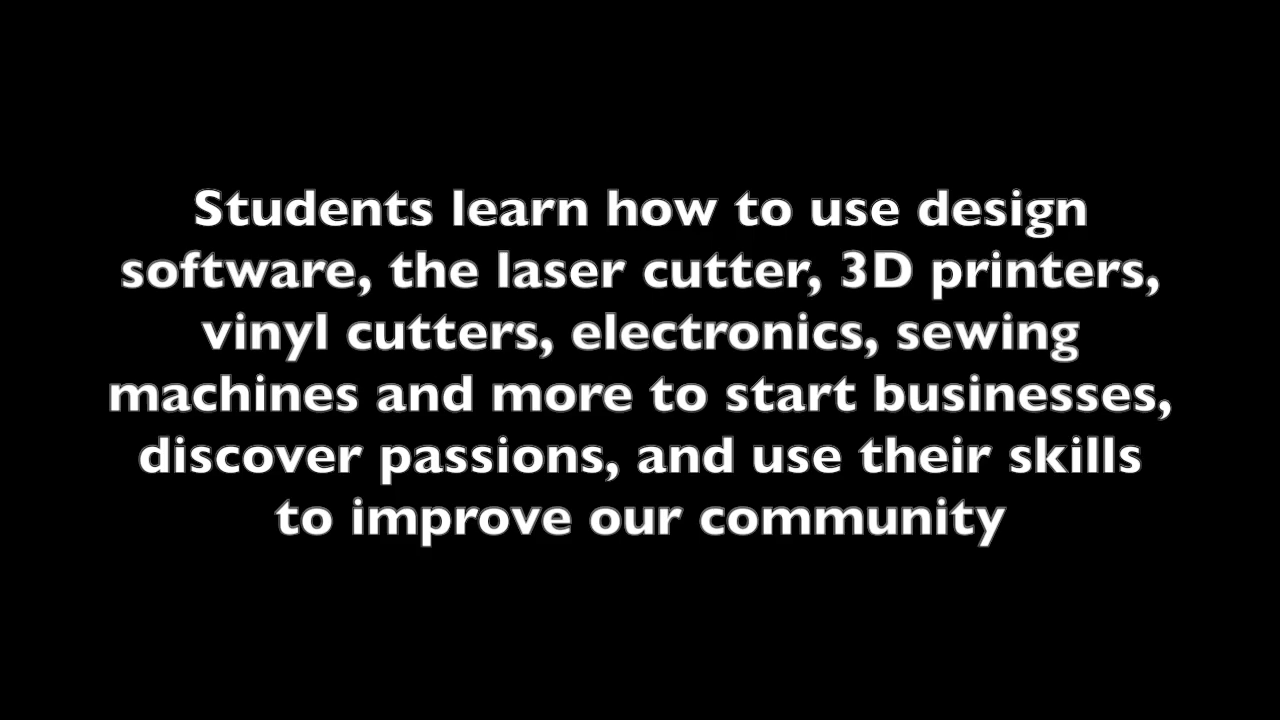 Students learn how to use design
software, the laser cutter, 3D printers,
vinyl cutters, electronics, sewing
machines and more to start businesses,
discover passions, and use their skills
to improve our community